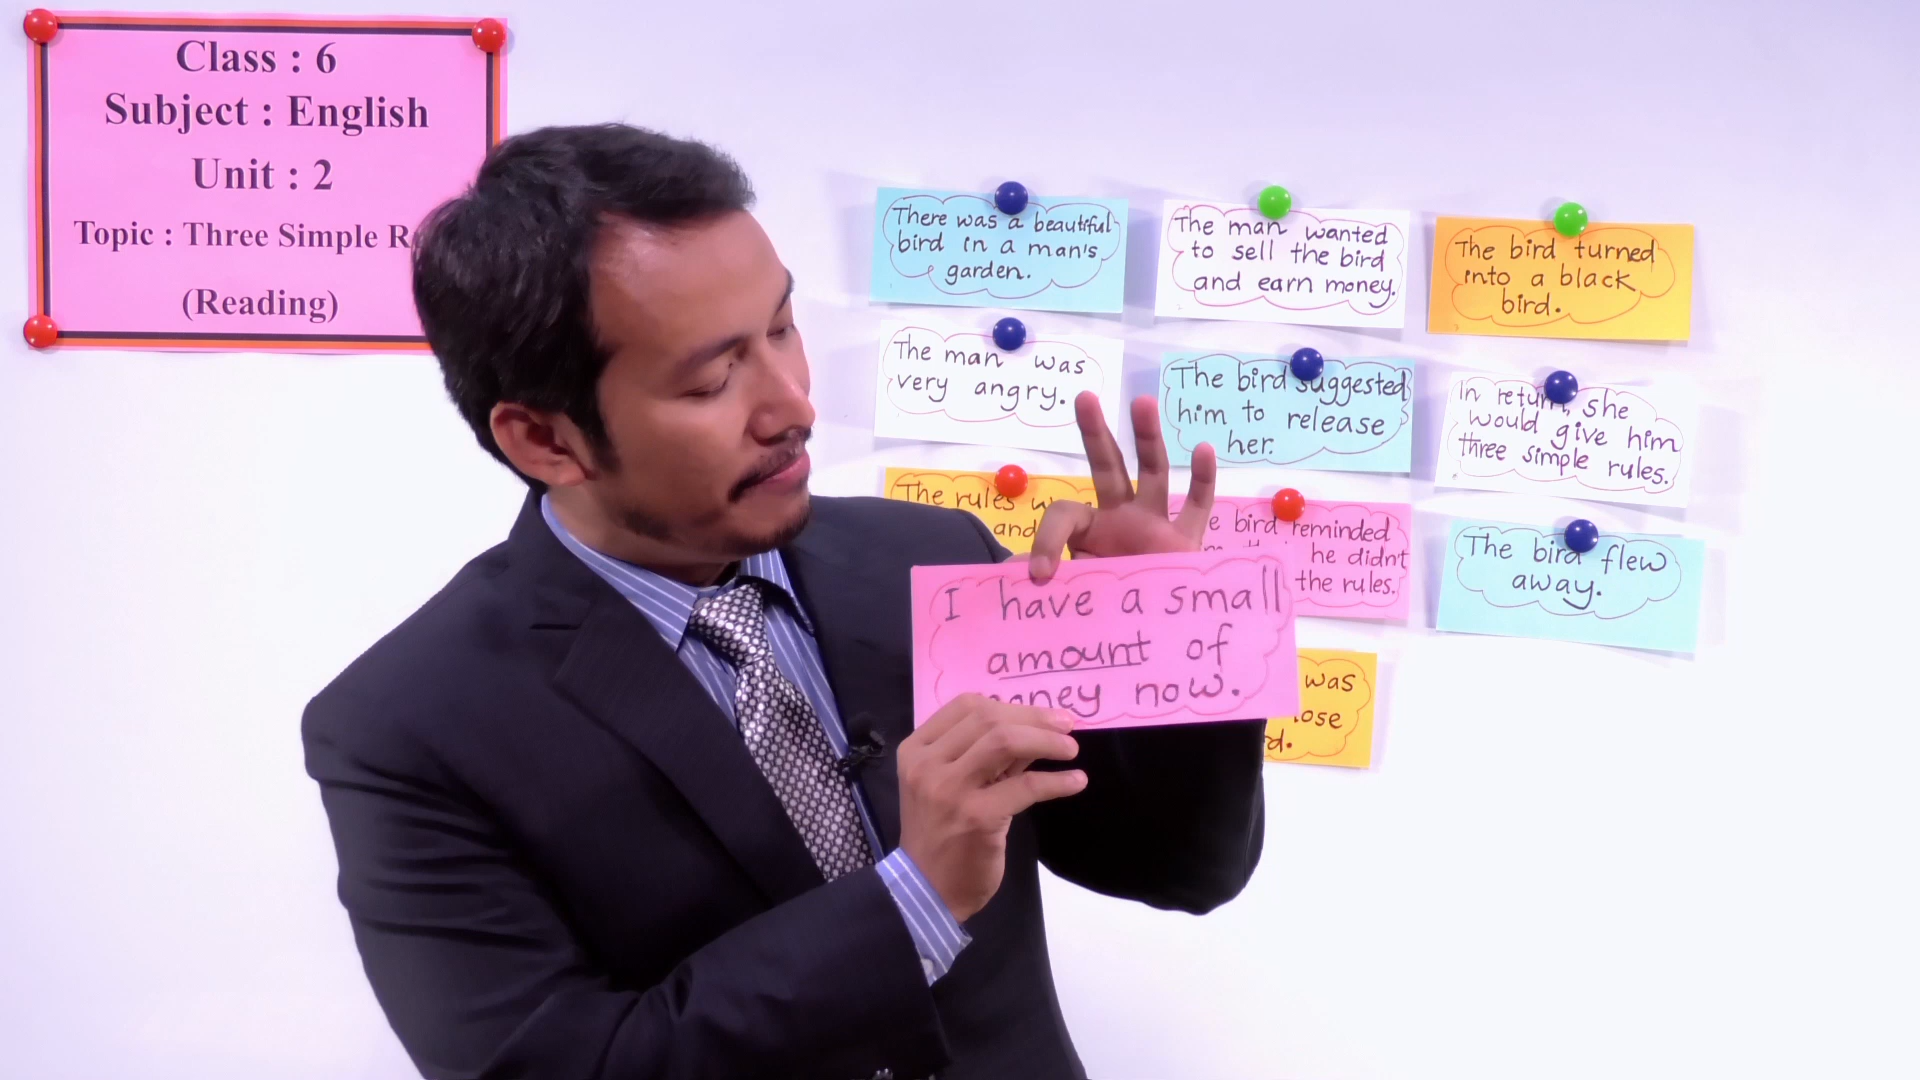 Class : 6
Subject : English
Unit : 2
Topic : Three Simple
(Reading)
There was a beautiful
bird in a man's
garden.
The man wanted
to sell the bird
and earn money.
The bird turned
into a black
bird.
The man was
very angry.
The bird suggested
him to release
her.
In return, she
would give him
three simple rules.
The rules
and
bird reminded
he didn't
the rules.
The bird flew
away.
I have a small
amount of
money now.
was